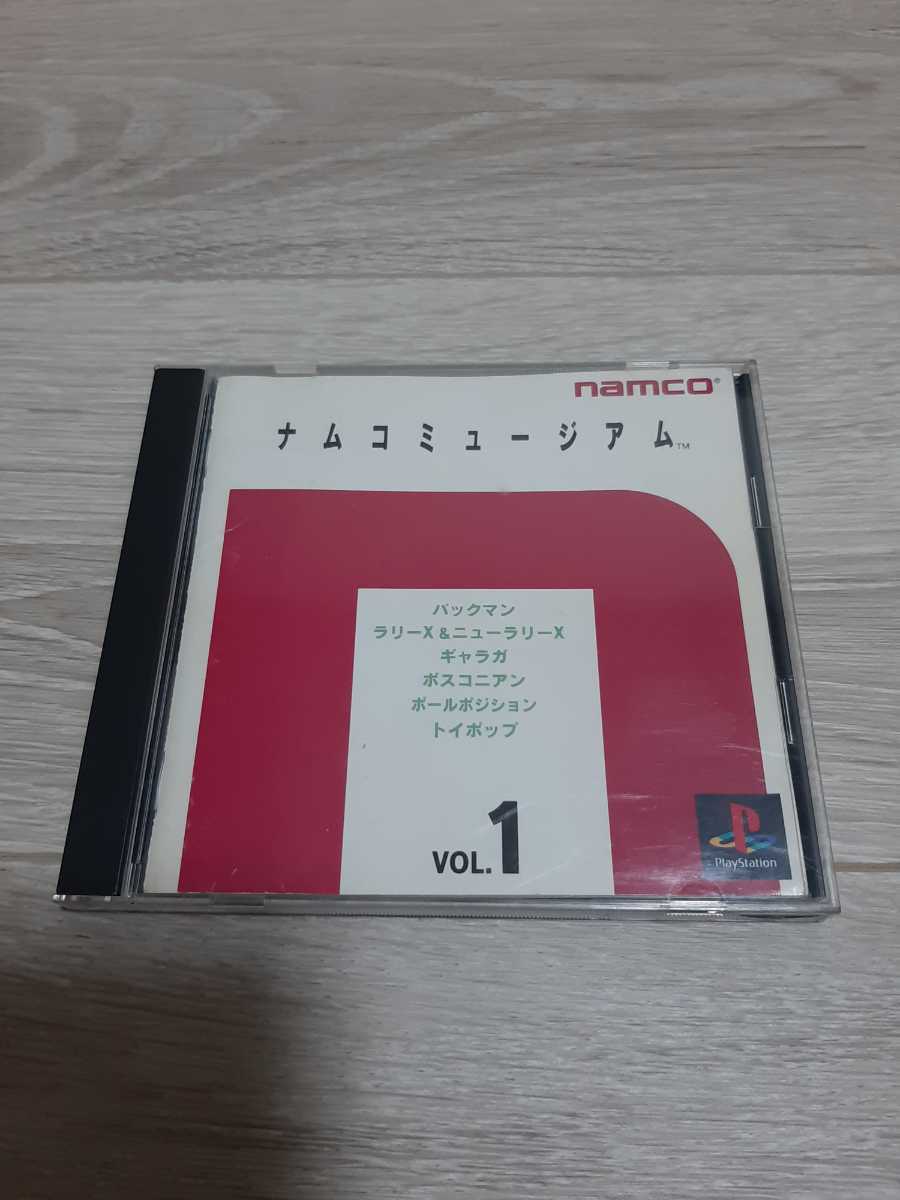 namco®
ナムコミュージアム™
パックマン
ラリーX&ニューラリーX
ギャラガ
ボスコニアン
ポールポジション
トイポップ
VOL.1
PlayStation